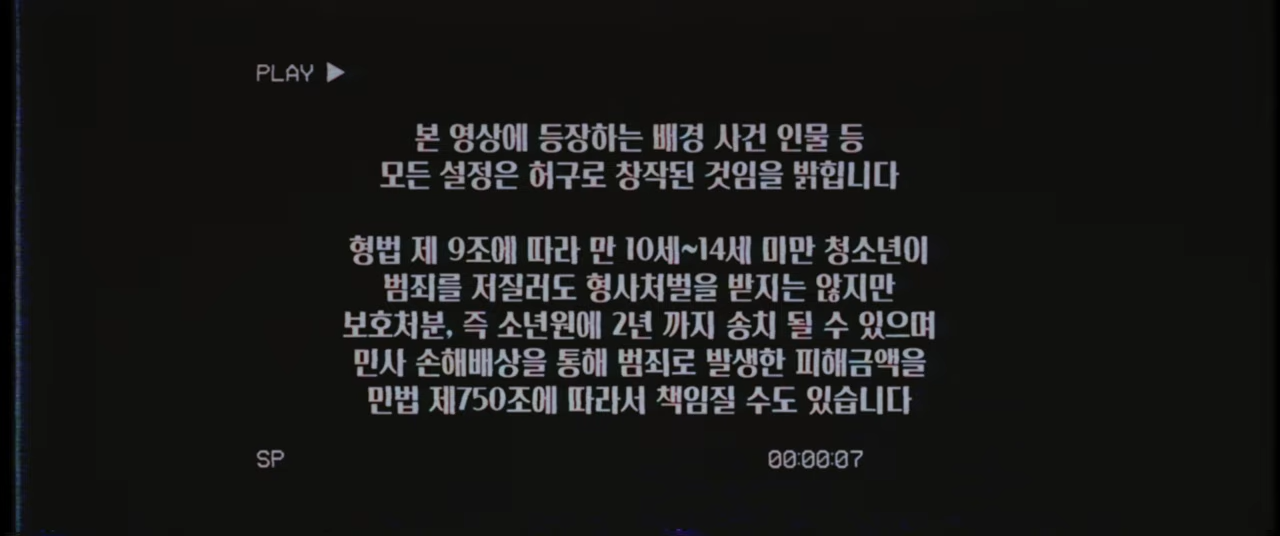 PLAY ▶
본 영상에 등장하는 배경 사건 인물 등
모든 설정은 허구로 창작된 것임을 밝힙니다
형법 제 9조에 따라 만 10세~14세 미만 청소년이
범죄를 저질러도 형사처벌을 받지는 않지만
보호처분, 즉 소년원에 2년 까지 송치 될 수 있으며
민사 손해배상을 통해 범죄로 발생한 피해금액을
민법 제750조에 따라서 책임질 수도 있습니다
SP
00:00:07